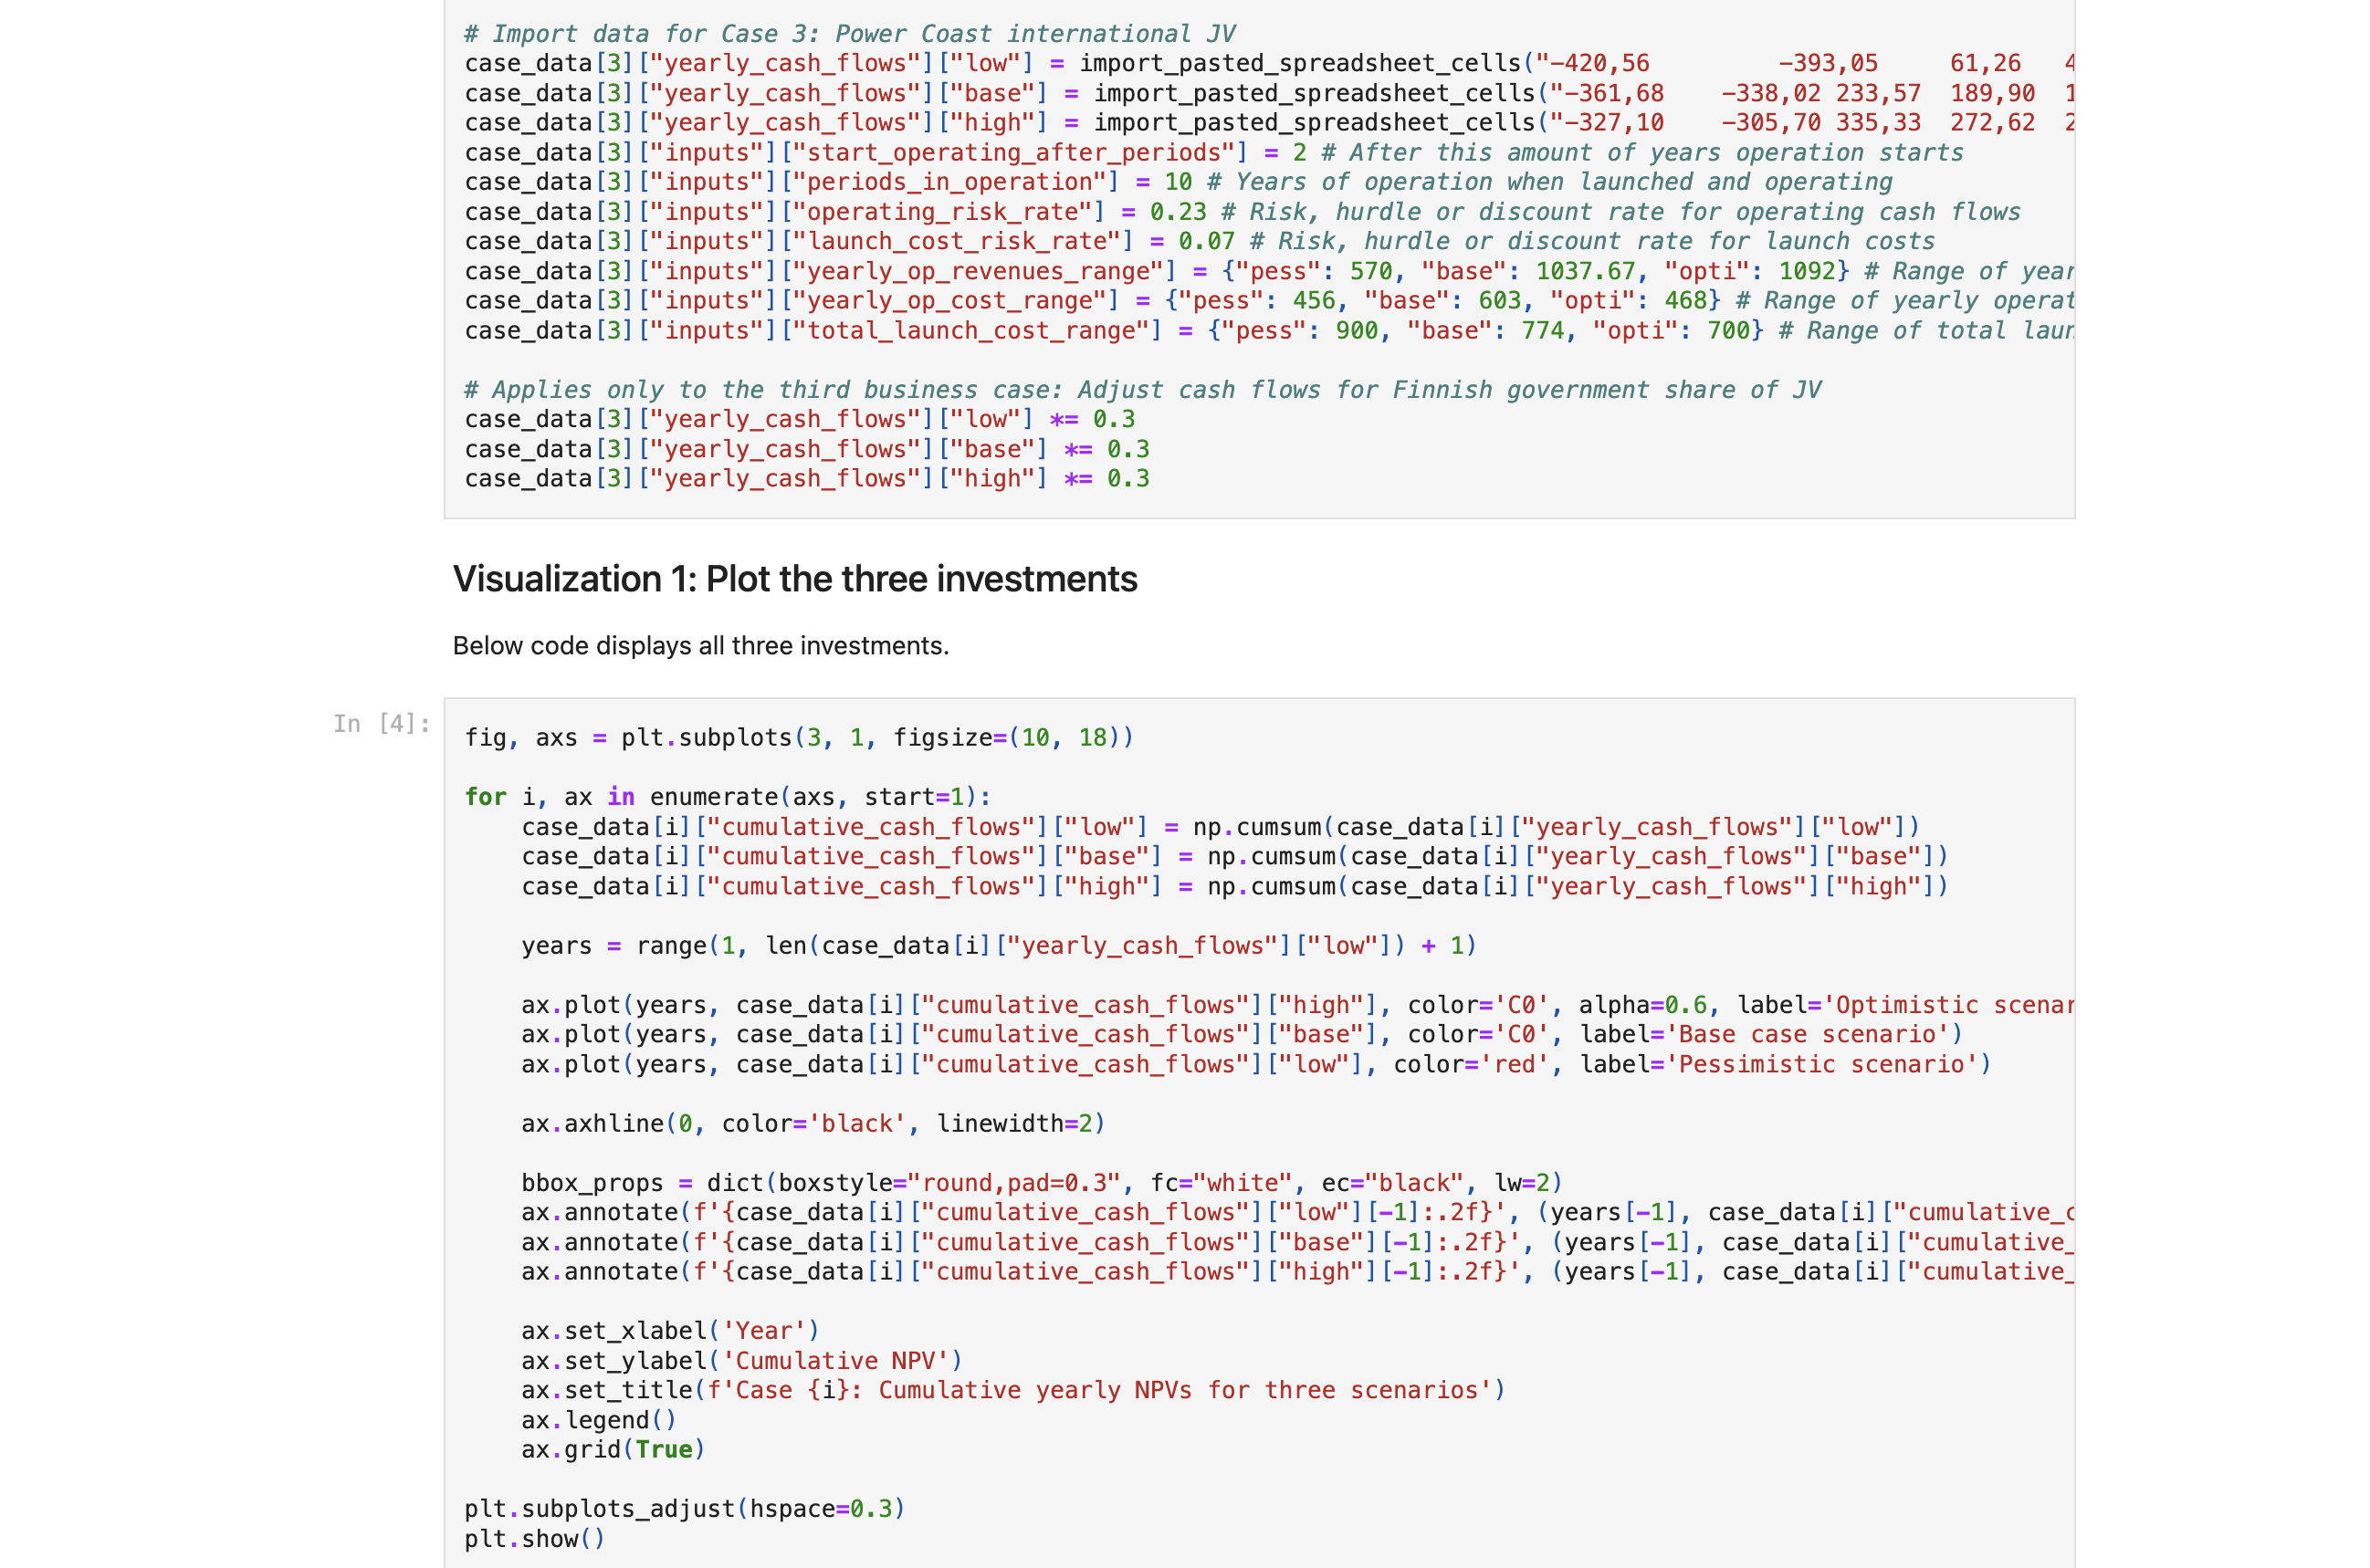 # Import data for Case 3: Power Coast international JV
case_data[3]["yearly_cash_flows"]["low"] = import_pasted_spreadsheet_cells("-420,56 -393,05 61,26 4
case_data[3]["yearly_cash_flows"]["base"] = import_pasted_spreadsheet_cells("-361,68 -338,02 233,57 189,90 1
case_data[3]["yearly_cash_flows"]["high"] = import_pasted_spreadsheet_cells("-327,10 -305,70 335,33 272,62 2
case_data[3]["inputs"]["start_operating_after_periods"] = 2 # After this amount of years operation starts
case_data[3]["inputs"]["periods_in_operation"] = 10 # Years of operation when launched and operating
case_data[3]["inputs"]["operating_risk_rate"] = 0.23 # Risk, hurdle or discount rate for operating cash flows
case_data[3]["inputs"]["launch_cost_risk_rate"] = 0.07 # Risk, hurdle or discount rate for launch costs
case_data[3]["inputs"]["yearly_op_revenues_range"] = {"pess": 570, "base": 1037.67, "opti": 1092} # Range of year
case_data[3]["inputs"]["yearly_op_cost_range"] = {"pess": 456, "base": 603, "opti": 468} # Range of yearly operat
case_data[3]["inputs"]["total_launch_cost_range"] = {"pess": 900, "base": 774, "opti": 700} # Range of total laun
# Applies only to the third business case: Adjust cash flows for Finnish government share of JV
case_data[3]["yearly_cash_flows"]["low"] *= 0.3
case_data[3]["yearly_cash_flows"]["base"] *= 0.3
case_data[3]["yearly_cash_flows"]["high"] *= 0.3
Visualization 1: Plot the three investments
Below code displays all three investments.
In [4]:
fig, axs = plt.subplots(3, 1, figsize=(10, 18))
for i, ax in enumerate(axs, start=1):
    case_data[i]["cumulative_cash_flows"]["low"] = np.cumsum(case_data[i]["yearly_cash_flows"]["low"])
    case_data[i]["cumulative_cash_flows"]["base"] = np.cumsum(case_data[i]["yearly_cash_flows"]["base"])
    case_data[i]["cumulative_cash_flows"]["high"] = np.cumsum(case_data[i]["yearly_cash_flows"]["high"])
    years = range(1, len(case_data[i]["yearly_cash_flows"]["low"]) + 1)
    ax.plot(years, case_data[i]["cumulative_cash_flows"]["high"], color='C0', alpha=0.6, label='Optimistic scenar
    ax.plot(years, case_data[i]["cumulative_cash_flows"]["base"], color='C0', label='Base case scenario')
    ax.plot(years, case_data[i]["cumulative_cash_flows"]["low"], color='red', label='Pessimistic scenario')
    ax.axhline(0, color='black', linewidth=2)
    bbox_props = dict(boxstyle="round,pad=0.3", fc="white", ec="black", lw=2)
    ax.annotate(f'{case_data[i]["cumulative_cash_flows"]["low"][-1]:.2f}', (years[-1], case_data[i]["cumulative_c
    ax.annotate(f'{case_data[i]["cumulative_cash_flows"]["base"][-1]:.2f}', (years[-1], case_data[i]["cumulative_
    ax.annotate(f'{case_data[i]["cumulative_cash_flows"]["high"][-1]:.2f}', (years[-1], case_data[i]["cumulative_
    ax.set_xlabel('Year')
    ax.set_ylabel('Cumulative NPV')
    ax.set_title(f'Case {i}: Cumulative yearly NPVs for three scenarios')
    ax.legend()
    ax.grid(True)
plt.subplots_adjust(hspace=0.3)
plt.show()